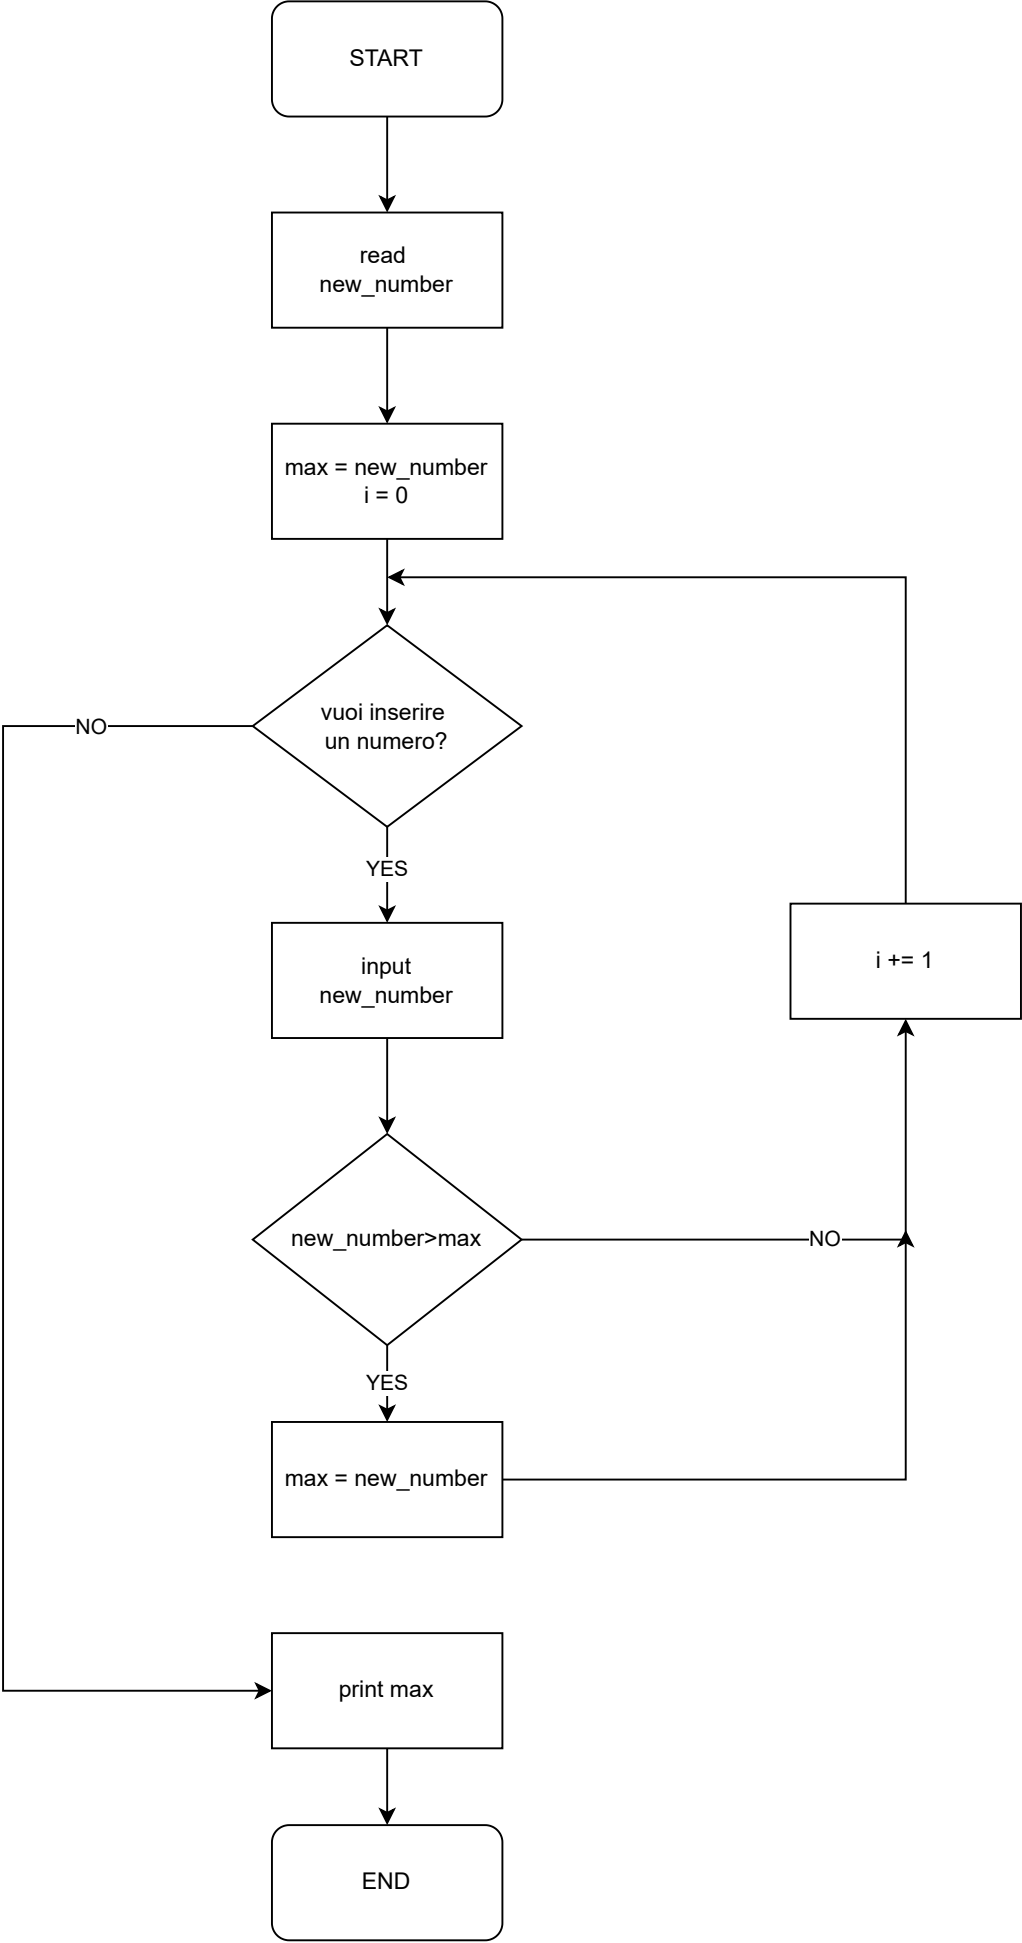 START
read
new_number
max = new_number
i = 0
vuoi inserire
un numero?
NO
YES
input
new_number
i += 1
new_number>max
NO
YES
max = new_number
print max
END